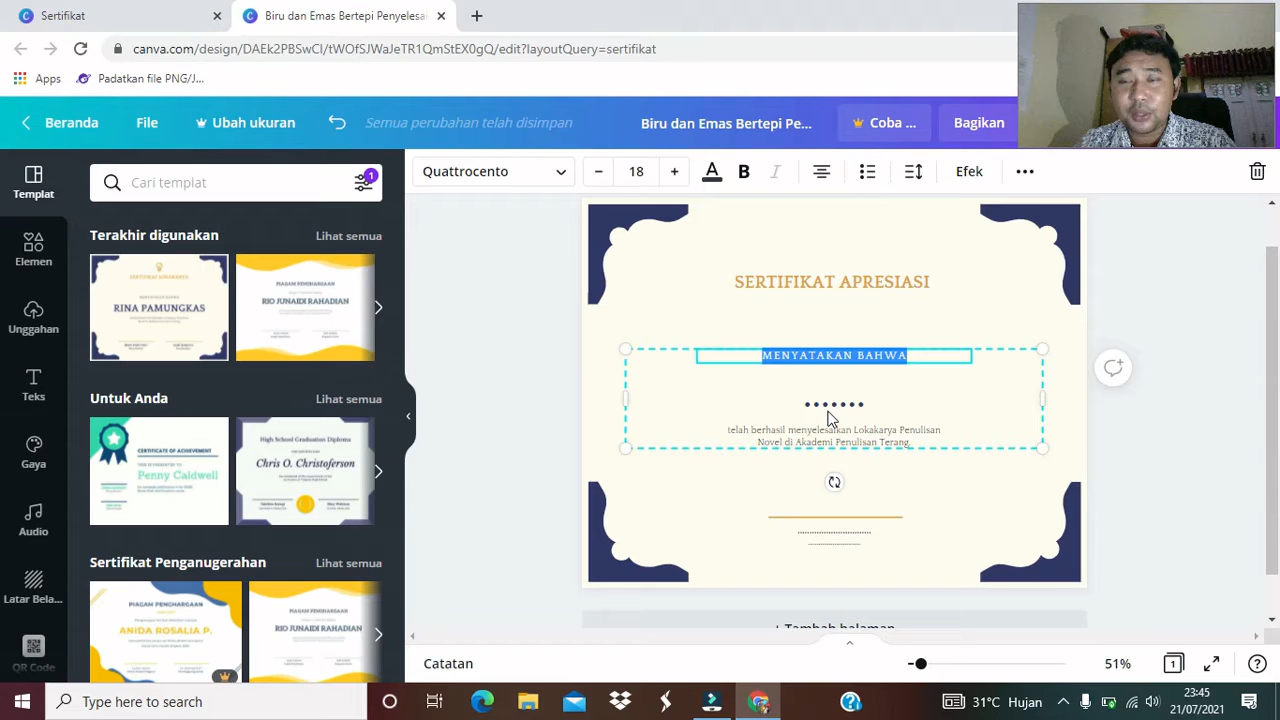 Sertifikat
Biru dan Emas Bertepi Penyelesa
canva.com/design/DAEk2PBSwCI/tWOfSJWaJeTR1QmStEX0gQ/edit?layoutQuery=sertifikat
Apps
Padatkan file PNG/J...
Beranda
File
Ubah ukuran
Semua perubahan telah disimpan
Biru dan Emas Bertepi Pe...
Coba ...
Bagikan
Templat
Elemen
Unggahan
Teks
Gaya
Audio
Latar Bela...
QR Code
Cari templat
1
Terakhir digunakan
Lihat semua
RINA PAMUNGKAS
PIAGAM PENGHARGAAN
RIO JUNAIDI RAHADIAN
Untuk Anda
Lihat semua
CERTIFICATE OF ACHIEVEMENT
Penny Caldwell
High School Graduation Diploma
Chris O. Christoferson
Sertifikat Penganugerahan
Lihat semua
PIAGAM PENGHARGAAN
ANIDA ROSALIA P.
PIAGAM PENGHARGAAN
RIO JUNAIDI RAHADIAN
Quattrocento
18
A
B
I
Efek
SERTIFIKAT APRESIASI
MENYATAKAN BAHWA
telah berhasil menyelesaikan Lokakarya Penulisan
Novel di Akademi Penulisan Terang.
+ Tambah halaman
Catatan
51%
1
Type here to search
31°C Hujan
23:45
21/07/2021